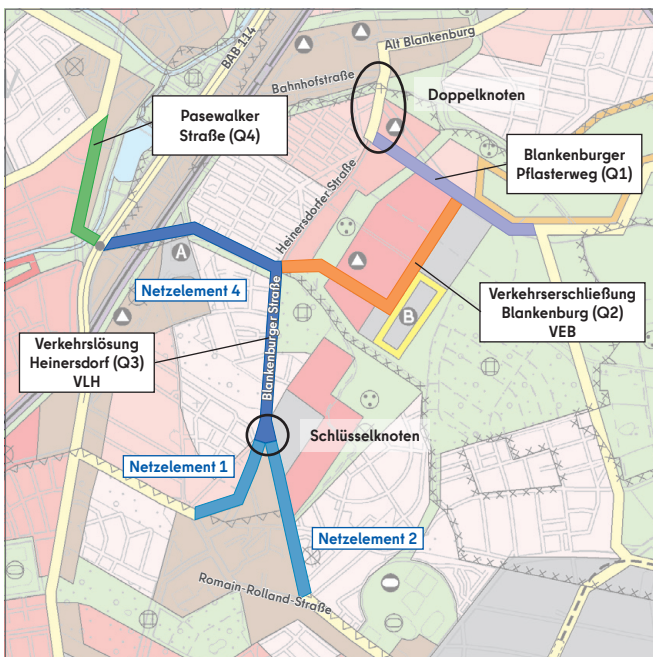 Alt Blankenburg
BAB 114
Bahnhofstraße
Doppelknoten
Pasewalker
Straße (Q4)
Blankenburger
Pflasterweg (Q1)
Heinersdorfer Straße
A
Netzelement 4
Blankenburger Straße
B
Verkehrserschließung
Blankenburg (Q2)
VEB
Verkehrslösung
Heinersdorf (Q3)
VLH
Schlüsselknoten
Netzelement 1
Netzelement 2
Romain-Rolland-Straße